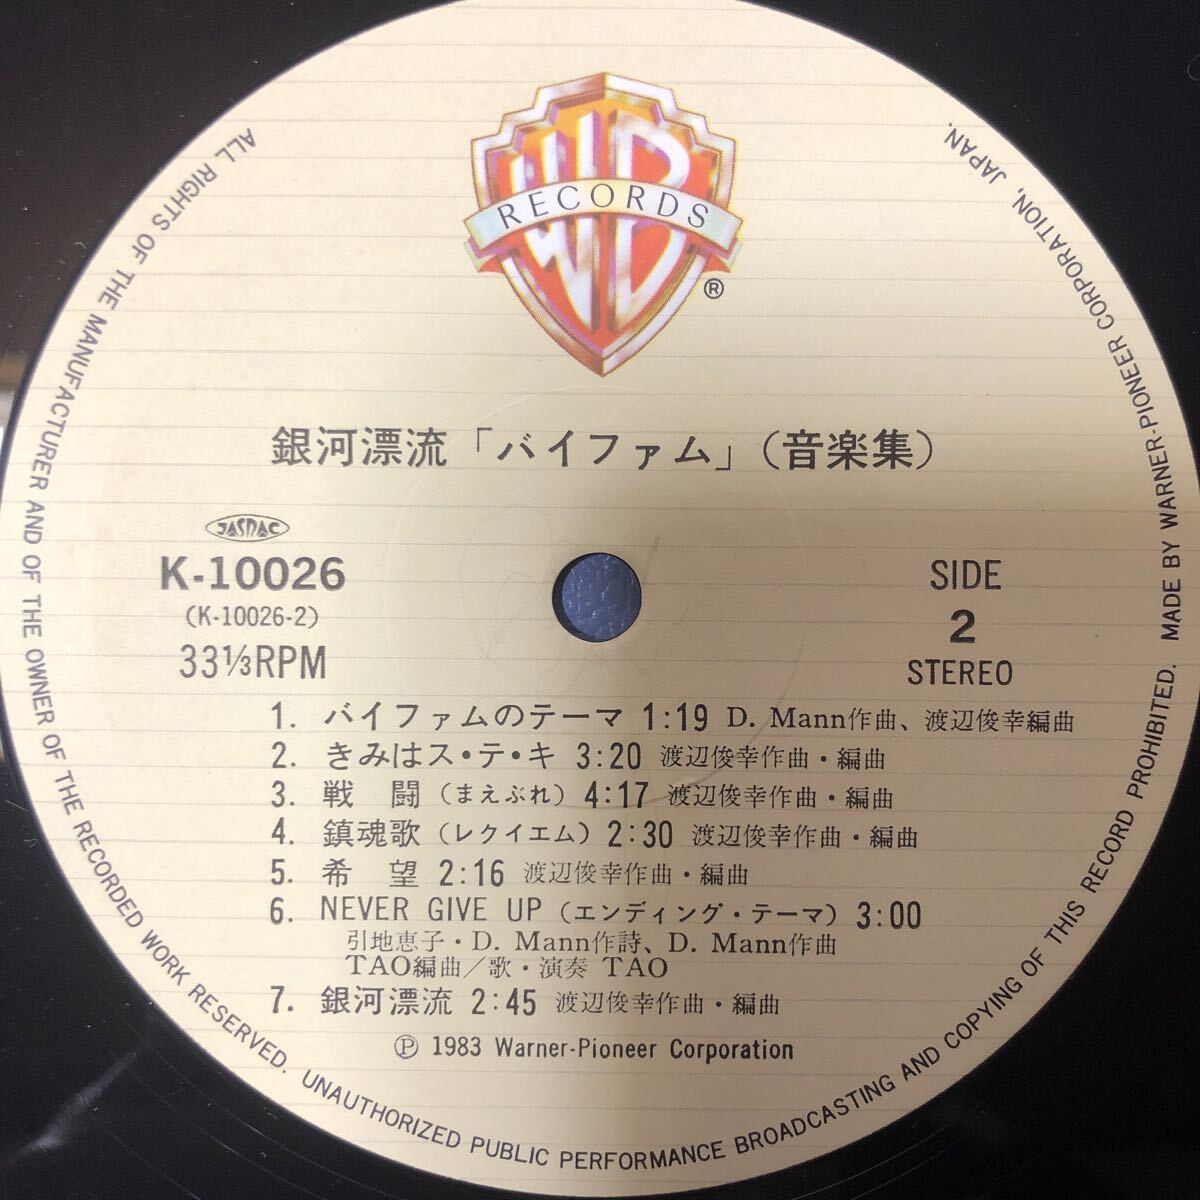 WB
RECORDS
®
銀河漂流「バイファム」(音楽集)
JASRAC
K-10026
(K-10026-2)
33⅓RPM
SIDE
2
STEREO
1. バイファムのテーマ 1:19 D. Mann作曲、渡辺俊幸編曲
2. きみはス・テ・キ 3:20 渡辺俊幸作曲・編曲
3. 戦 闘(まえぶれ)4:17 渡辺俊幸作曲・編曲
4. 鎮魂歌(レクイエム)2:30 渡辺俊幸作曲・編曲
5. 希 望 2:16 渡辺俊幸作曲・編曲
6. NEVER GIVE UP(エンディング・テーマ)3:00
引地恵子・D. Mann作詩、D. Mann作曲
TAO編曲/歌・演奏 TAO
7. 銀河漂流 2:45 渡辺俊幸作曲・編曲
Ⓟ 1983 Warner-Pioneer Corporation
ALL RIGHTS OF THE MANUFACTURER AND OF THE OWNER OF THE RECORDED WORK RESERVED. UNAUTHORIZED PUBLIC PERFORMANCE BROADCASTING AND COPYING OF THIS RECORD PROHIBITED. MADE BY WARNER-PIONEER CORPORATION, JAPAN.